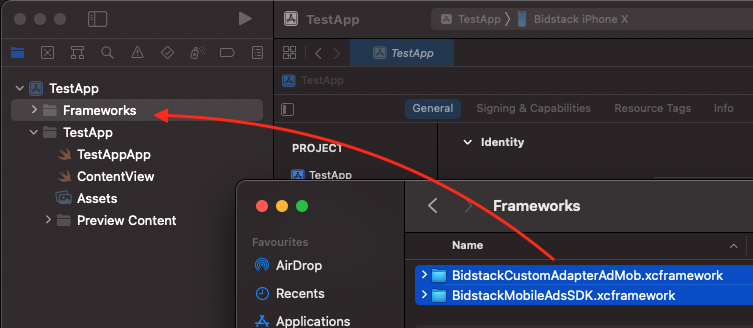 TestApp
TestApp
Frameworks
TestApp
TestAppApp
ContentView
Assets
Preview Content
TestApp
TestApp
Bidstack iPhone X
TestApp
TestApp
General
Signing & Capabilities
Resource Tags
Info
PROJECT
TestApp
Identity
Frameworks
Favourites
AirDrop
Recents
Applications
Name
BidstackCustomAdapterAdMob.xcframework
BidstackMobileAdsSDK.xcframework